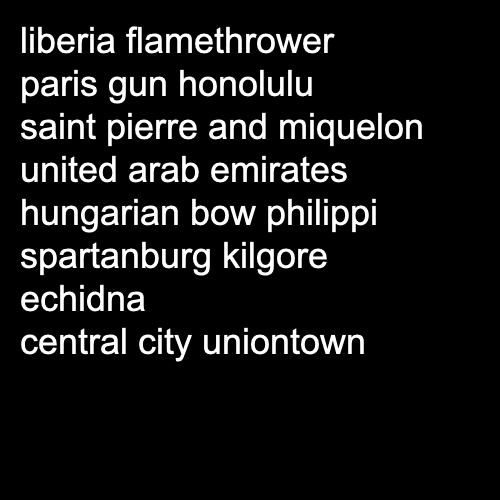 liberia flamethrower
paris gun honolulu
saint pierre and miquelon
united arab emirates
hungarian bow philippi
spartanburg kilgore
echidna
central city uniontown